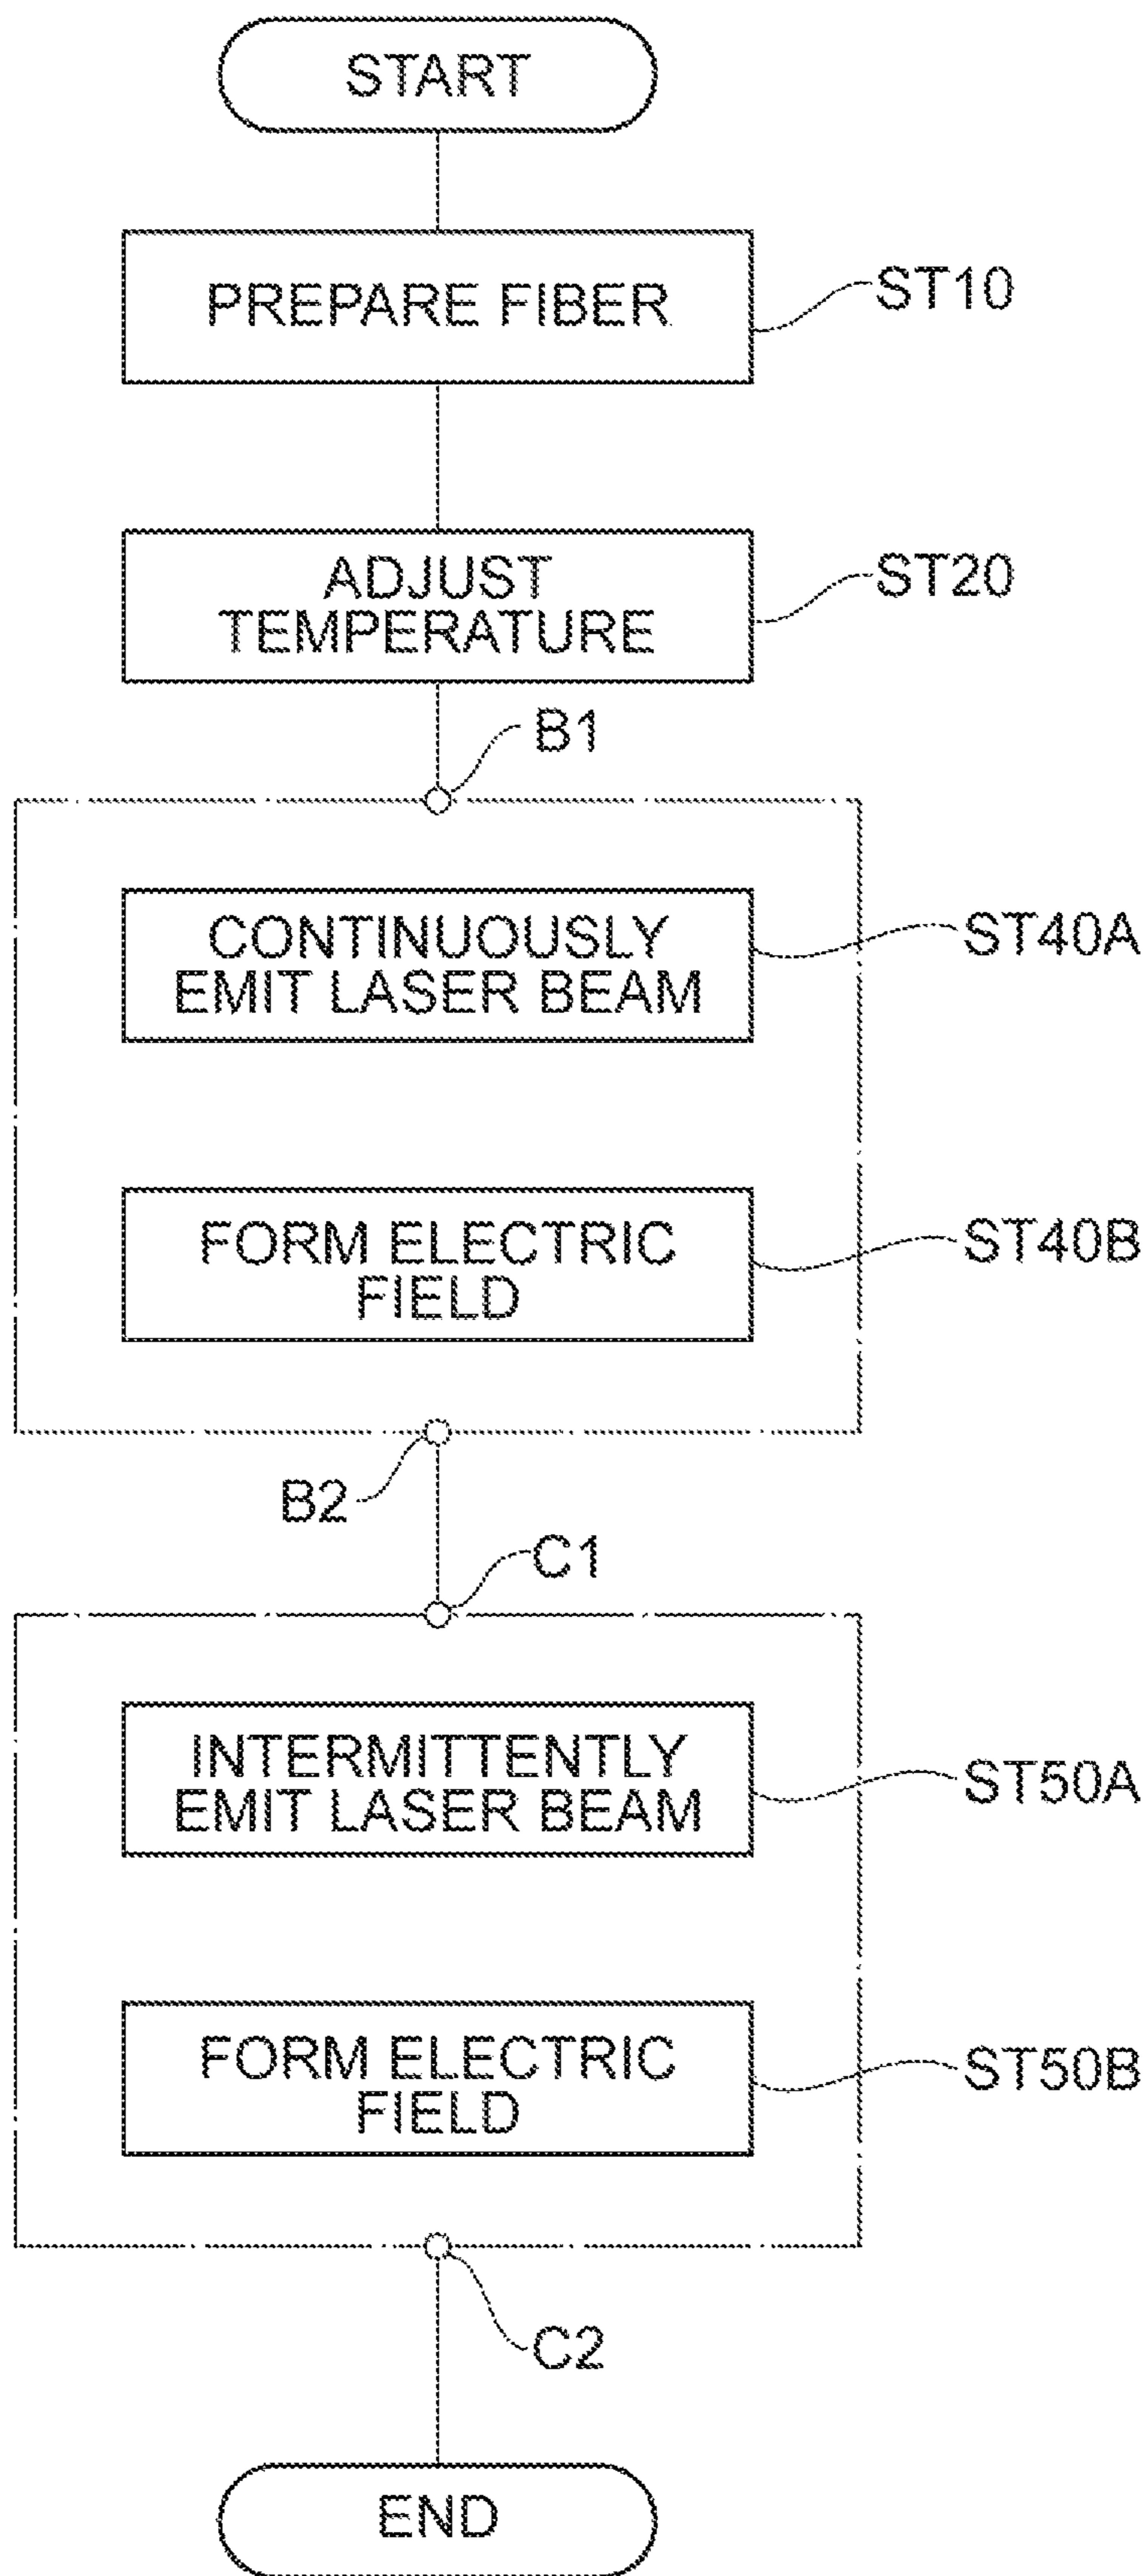 START
PREPARE FIBER
ST10
ADJUST
TEMPERATURE
ST20
B1
CONTINUOUSLY
EMIT LASER BEAM
ST40A
FORM ELECTRIC
FIELD
ST40B
B2
C1
INTERMITTENTLY
EMIT LASER BEAM
ST50A
FORM ELECTRIC
FIELD
ST50B
C2
END